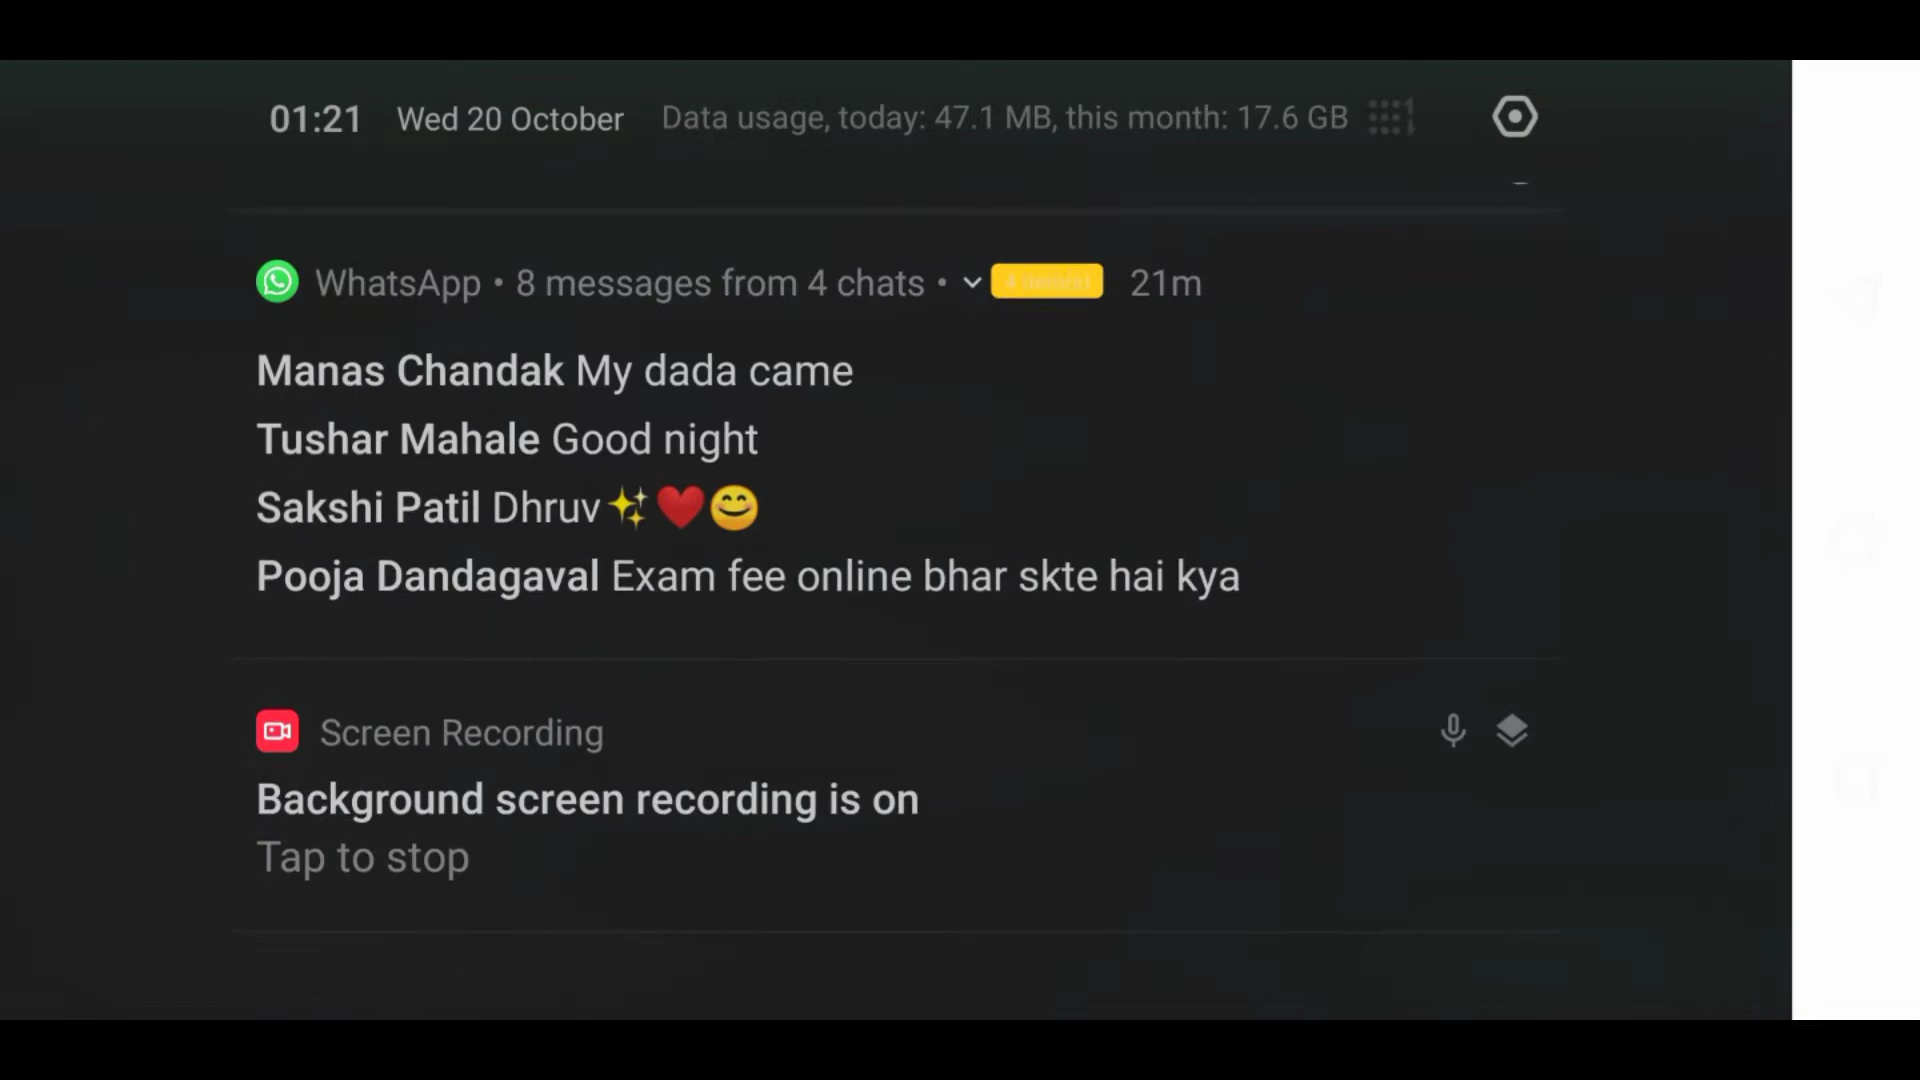 01:21 Wed 20 October Data usage, today: 47.1 MB, this month: 17.6 GB
WhatsApp • 8 messages from 4 chats • 21m
Manas Chandak My dada came
Tushar Mahale Good night
Sakshi Patil Dhruv✨❤️😊
Pooja Dandagaval Exam fee online bhar skte hai kya
Screen Recording
Background screen recording is on
Tap to stop